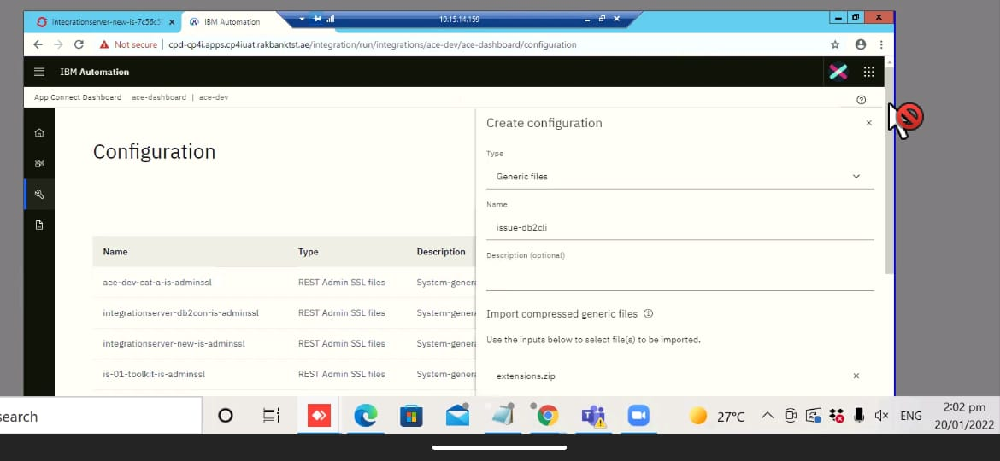 integrationserver-new-is-7c56c5
IBM Automation
10.15.14.159
Not secure
cpd-cp4i.apps.cp4iuat.rakbanktst.ae/integration/run/integrations/ace-dev/ace-dashboard/configuration
IBM Automation
App Connect Dashboard ace-dashboard | ace-dev
Configuration
Name Type Description
ace-dev-cat-a-is-adminssl REST Admin SSL files System-genera
integrationserver-db2con-is-adminssl REST Admin SSL files System-genera
integrationserver-new-is-adminssl REST Admin SSL files System-genera
is-01-toolkit-is-adminssl REST Admin SSL files System-genera
Create configuration
Type
Generic files
Name
issue-db2cli
Description (optional)
Import compressed generic files
Use the inputs below to select file(s) to be imported.
extensions.zip
search
27°C
ENG
2:02 pm
20/01/2022